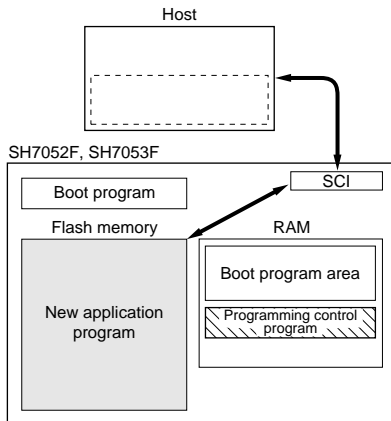 Host
SH7052F, SH7053F
SCI
Boot program
Flash memory
RAM
Boot program area
New application
program
Programming control
program